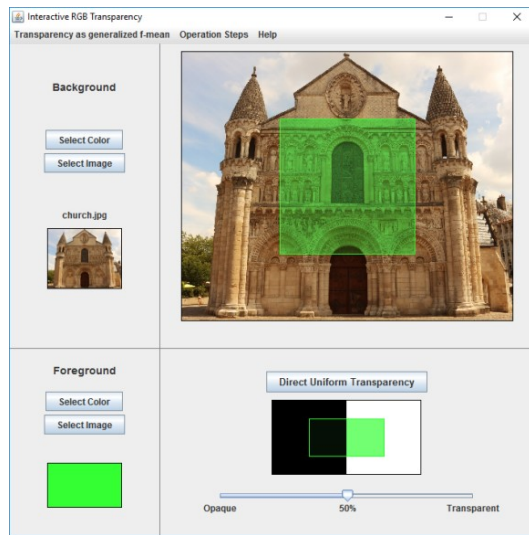 Interactive RGB Transparency
Transparency as generalized f-mean Operation Steps Help
Background
Select Color
Select Image
church.jpg
Foreground
Select Color
Select Image
Direct Uniform Transparency
Opaque 50% Transparent